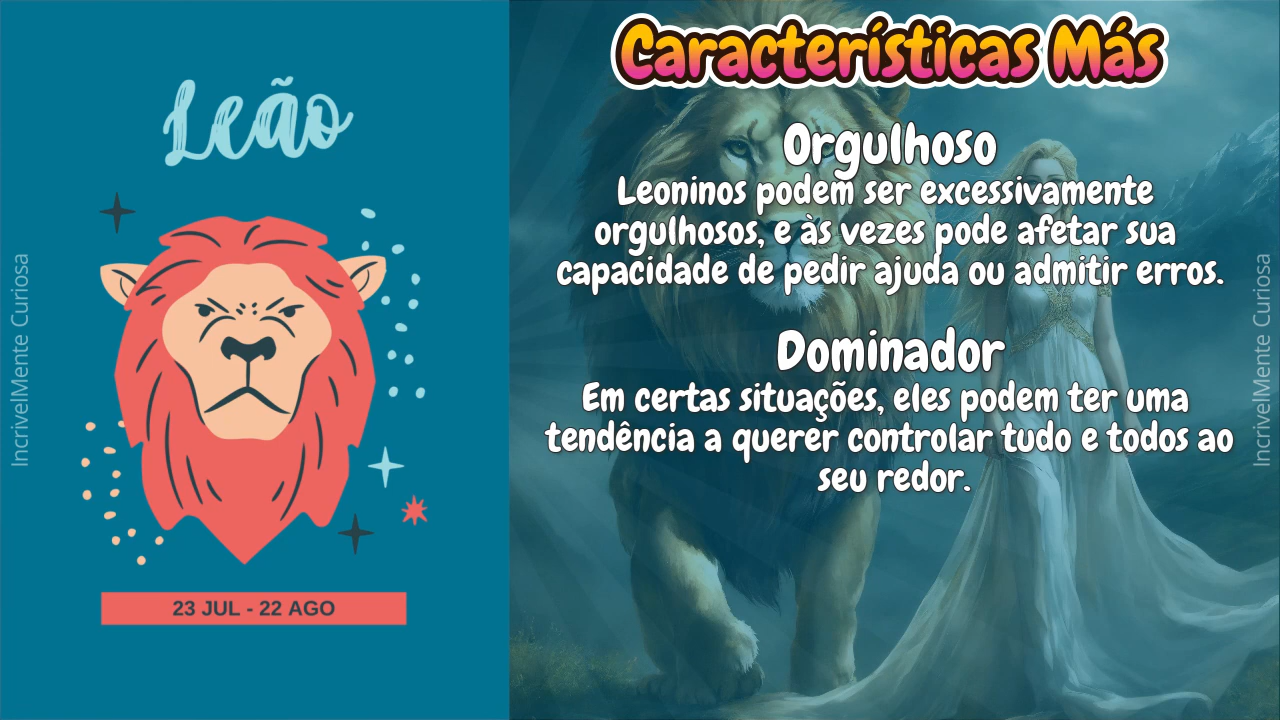 Leão
23 JUL - 22 AGO
IncrivelMente Curiosa
Características Más
Orgulhoso
Leoninos podem ser excessivamente
orgulhosos, e às vezes pode afetar sua
capacidade de pedir ajuda ou admitir erros.
Dominador
Em certas situações, eles podem ter uma
tendência a querer controlar tudo e todos ao
seu redor.
IncrivelMente Curiosa